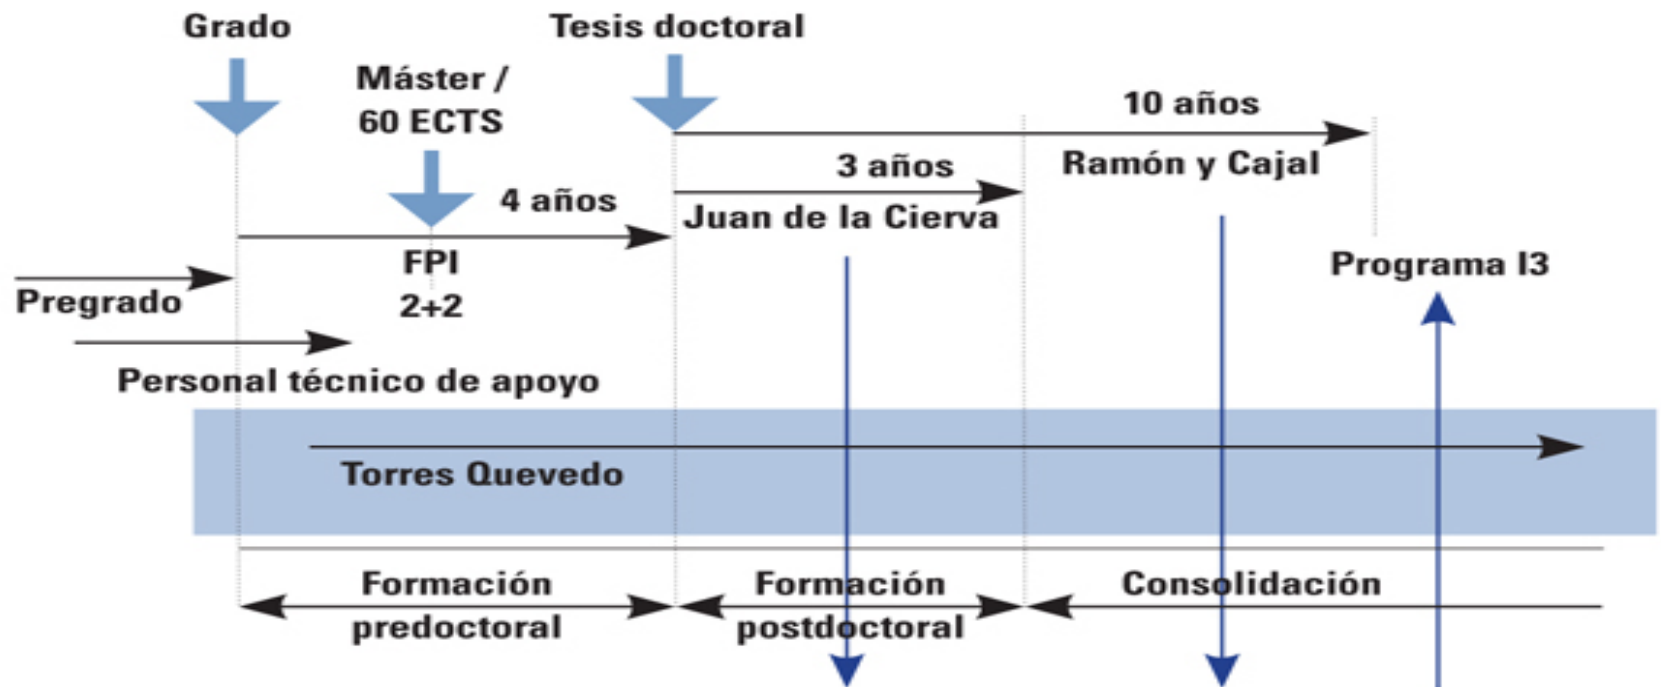 Grado
Tesis doctoral
Máster /
60 ECTS
10 años
3 años
Ramón y Cajal
4 años
Juan de la Cierva
FPI
2+2
Programa I3
Pregrado
Personal técnico de apoyo
Torres Quevedo
Formación
predoctoral
Formación
postdoctoral
Consolidación